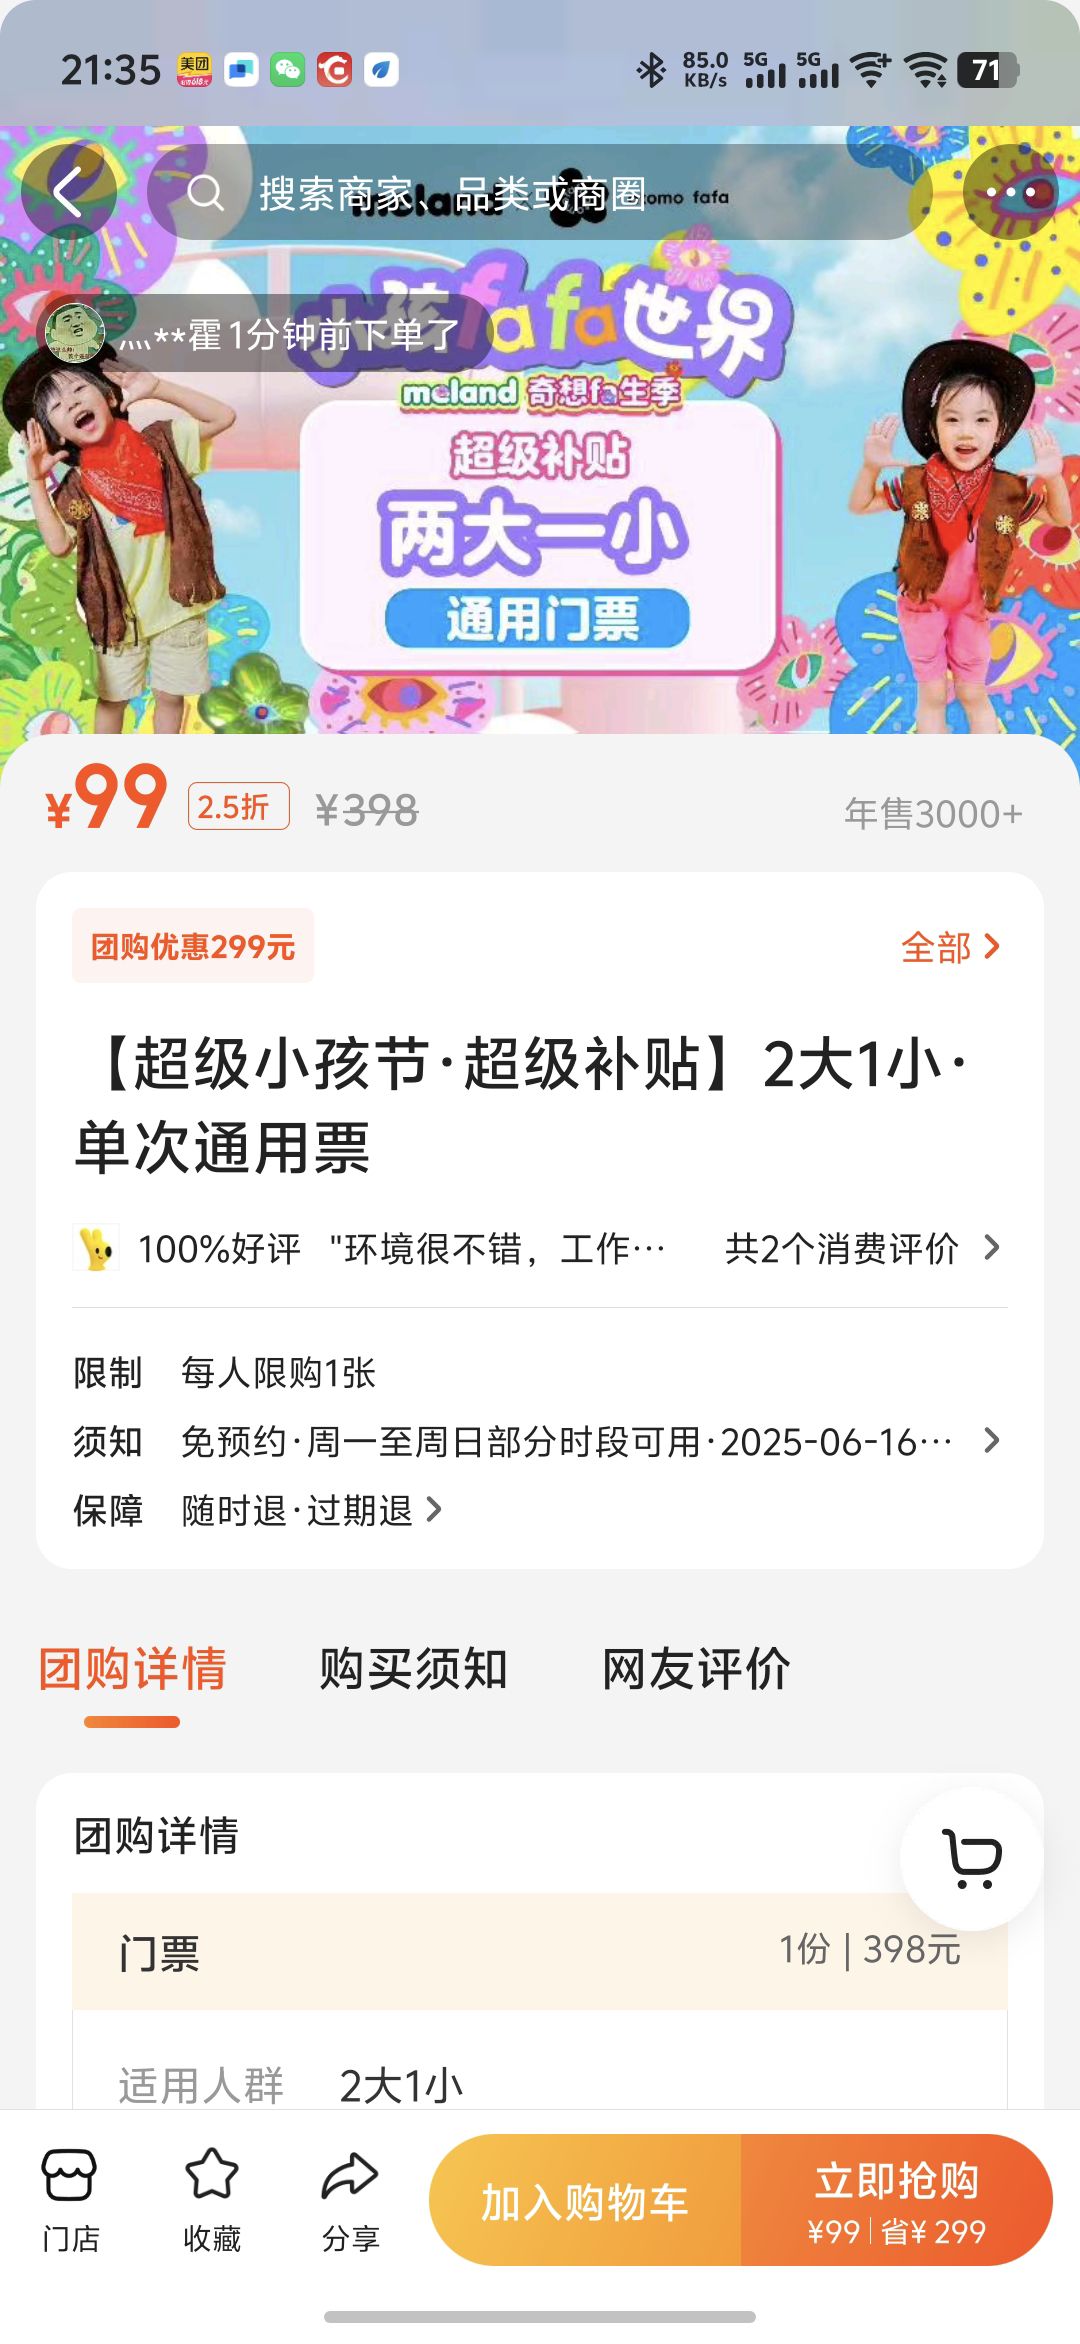 21:35
美团
85.0
KB/s
5G
5G
71
搜索商家、品类或商圈
fafa
**霍 1分钟前下单了
小孩fafa世界
meland 奇想fa生季
超级补贴
两大一小
通用门票
¥99 2.5折 ¥398
年售3000+
团购优惠299元
全部
【超级小孩节·超级补贴】2大1小·
单次通用票
100%好评 "环境很不错，工作… 共2个消费评价
限制 每人限购1张
须知 免预约·周一至周日部分时段可用·2025-06-16…
保障 随时退·过期退
团购详情 购买须知 网友评价
团购详情
门票 1份 | 398元
适用人群 2大1小
门店
收藏
分享
加入购物车
立即抢购
¥99 | 省¥ 299